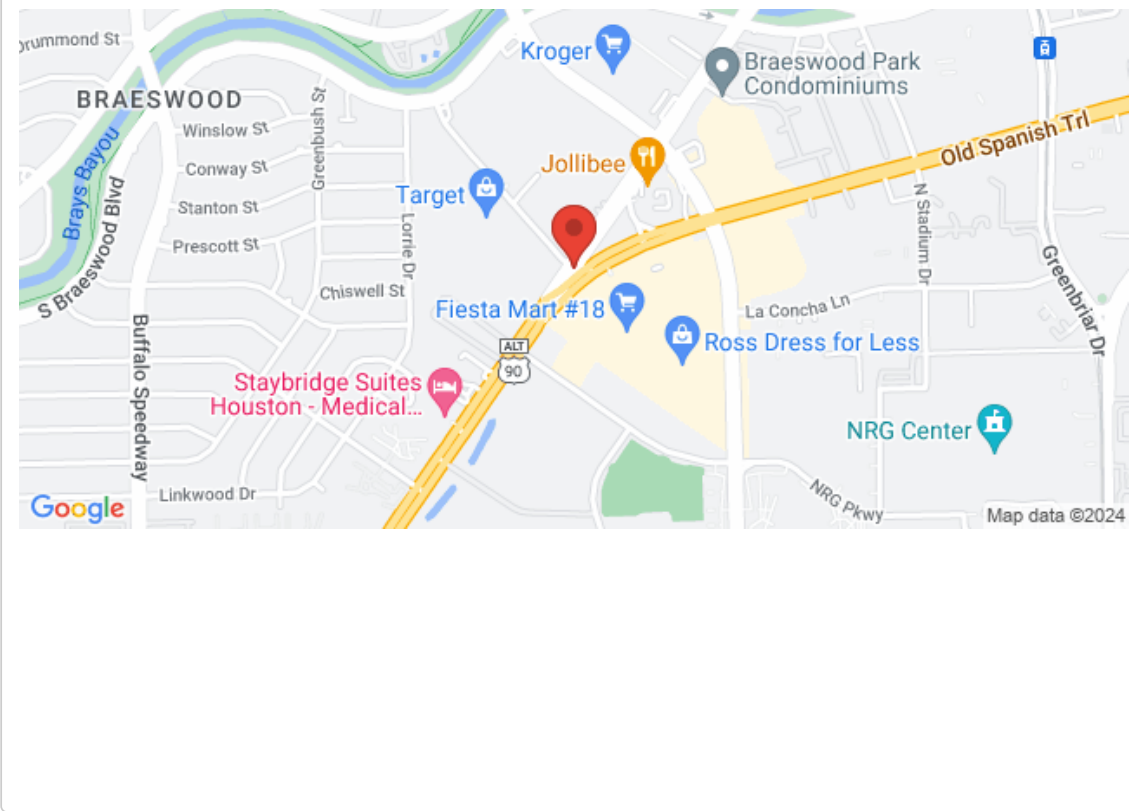 Drummond St
BRAESWOOD
Brays Bayou
Winslow St
Conway St
Stanton St
Prescott St
Greenbush St
Lorrie Dr
Chiswell St
S Braeswood Blvd
Buffalo Speedway
Linkwood Dr
Kroger
Braeswood Park
Condominiums
Jollibee
Target
Old Spanish Trl
N Stadium Dr
Greenbriar Dr
La Concha Ln
Fiesta Mart #18
Ross Dress for Less
ALT
90
Staybridge Suites
Houston - Medical...
NRG Center
NRG Pkwy
Google
Map data ©2024